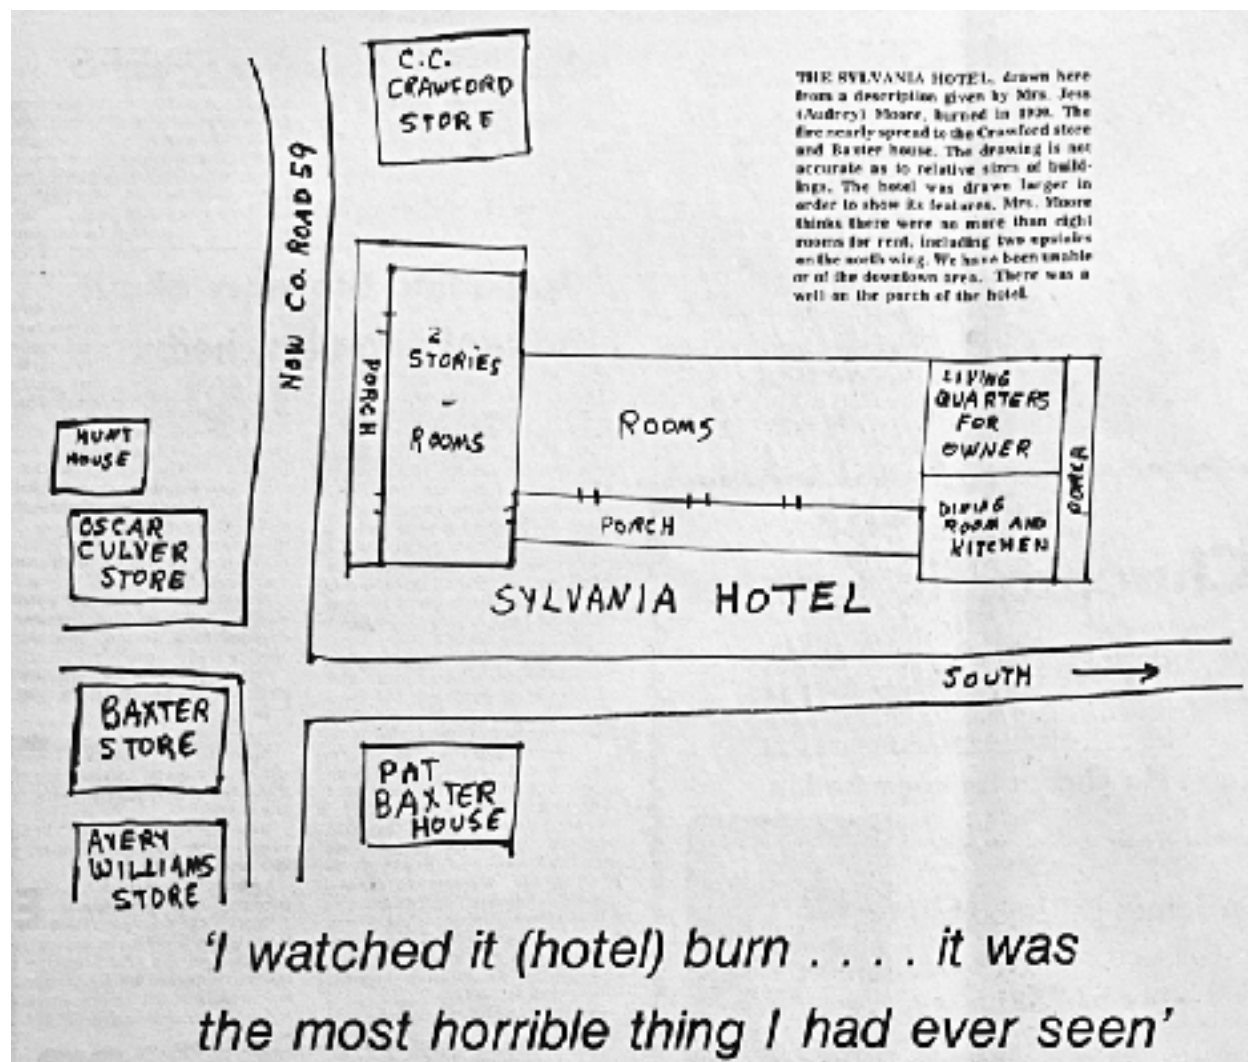 C.C.
CRAWFORD
STORE
THE SYLVANIA HOTEL, drawn here
from a description given by Mrs. Jess
(Audrey) Moore, burned in The
fire nearly spread to the Crawford store
and Baxter house. The drawing is not
accurate as to relative sizes of build-
ings. The hotel was drawn larger in
order to show its features. Mrs. Moore
thinks there were no more than eight
rooms for rent, including two upstairs
on the north wing. We have been unable
or of the downtown area. There was a
well on the porch of the hotel.
NOW CO. ROAD 59
PORCH
2
STORIES
-
ROOMS
ROOMS
PORCH
LIVING
QUARTERS
FOR
OWNER
DINING
ROOM AND
KITCHEN
PORCH
HUNT
HOUSE
OSCAR
CULVER
STORE
SYLVANIA HOTEL
SOUTH →
BAXTER
STORE
PAT
BAXTER
HOUSE
AVERY
WILLIAMS
STORE
'I watched it (hotel) burn . . . . it was
the most horrible thing I had ever seen'